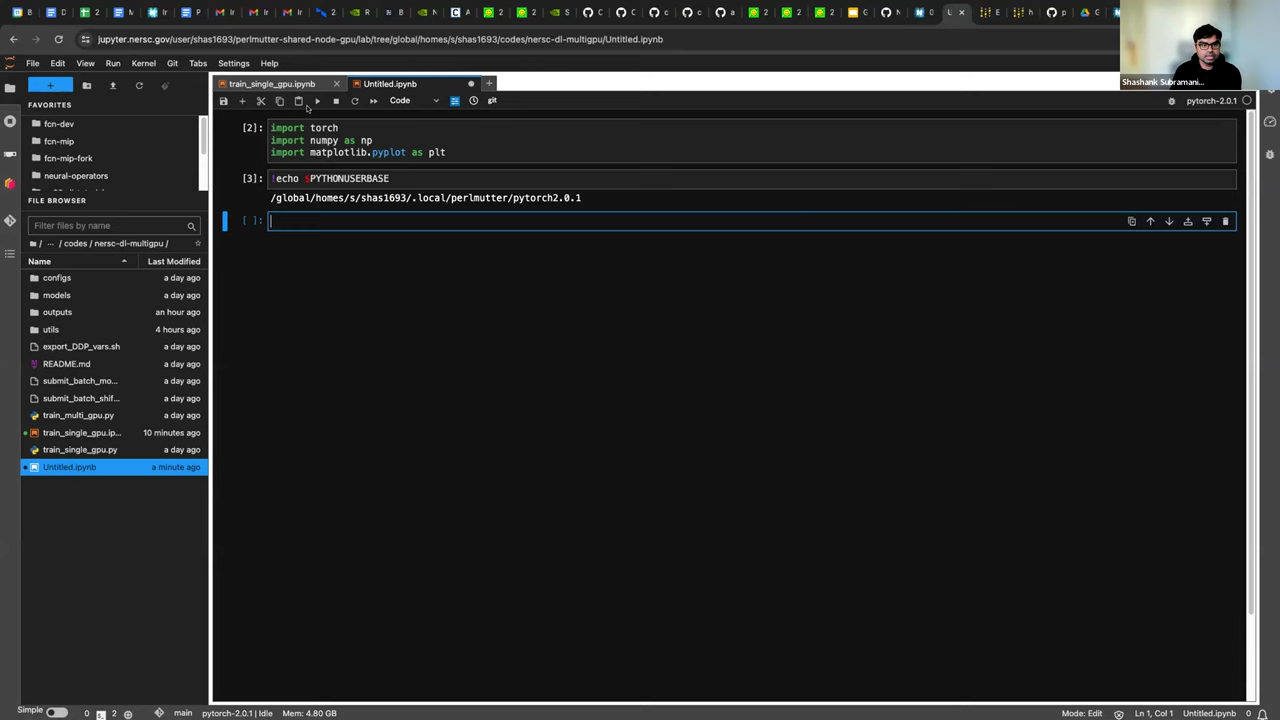 jupyter.nersc.gov/user/shas1693/perlmutter-shared-node-gpu/lab/tree/global/homes/s/shas1693/codes/nersc-dl-multigpu/Untitled.ipynb
Shashank Subramani...
File Edit View Run Kernel Git Tabs Settings Help
train_single_gpu.ipynb
Untitled.ipynb
Code
git
pytorch-2.0.1
FAVORITES
fcn-dev
fcn-mip
fcn-mip-fork
neural-operators
FILE BROWSER
Filter files by name
/ ... / codes / nersc-dl-multigpu /
Name Last Modified
configs a day ago
models a day ago
outputs an hour ago
utils 4 hours ago
export_DDP_vars.sh a day ago
README.md a day ago
submit_batch_mo... a day ago
submit_batch_shif... a day ago
train_multi_gpu.py a day ago
train_single_gpu.ip... 10 minutes ago
train_single_gpu.py a day ago
Untitled.ipynb a minute ago
[2]: import torch
import numpy as np
import matplotlib.pyplot as plt
[3]: !echo $PYTHONUSERBASE
/global/homes/s/shas1693/.local/perlmutter/pytorch2.0.1
[ ]:
Simple 0 2 main pytorch-2.0.1 | Idle Mem: 4.80 GB
Mode: Edit Ln 1, Col 1 Untitled.ipynb 0